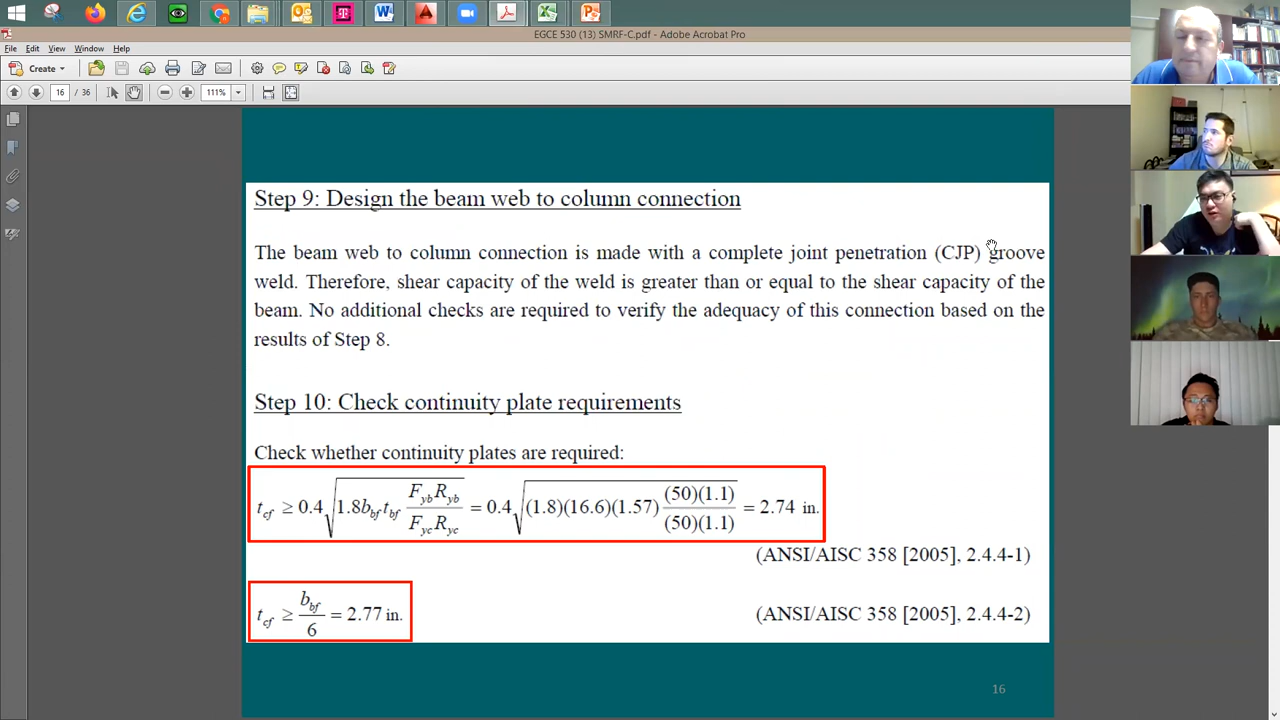 EGCE 530 (13) SMRF-C.pdf - Adobe Acrobat Pro
File Edit View Window Help
Create
16 / 36 111%
Step 9: Design the beam web to column connection
The beam web to column connection is made with a complete joint penetration (CJP) groove
weld. Therefore, shear capacity of the weld is greater than or equal to the shear capacity of the
beam. No additional checks are required to verify the adequacy of this connection based on the
results of Step 8.
Step 10: Check continuity plate requirements
Check whether continuity plates are required:
t_cf ≥ 0.4 √(1.8 b_bf t_bf (F_yb R_yb)/(F_yc R_yc)) = 0.4 √((1.8)(16.6)(1.57) (50)(1.1)/(50)(1.1)) = 2.74 in.
(ANSI/AISC 358 [2005], 2.4.4-1)
t_cf ≥ b_bf/6 = 2.77 in. (ANSI/AISC 358 [2005], 2.4.4-2)
16